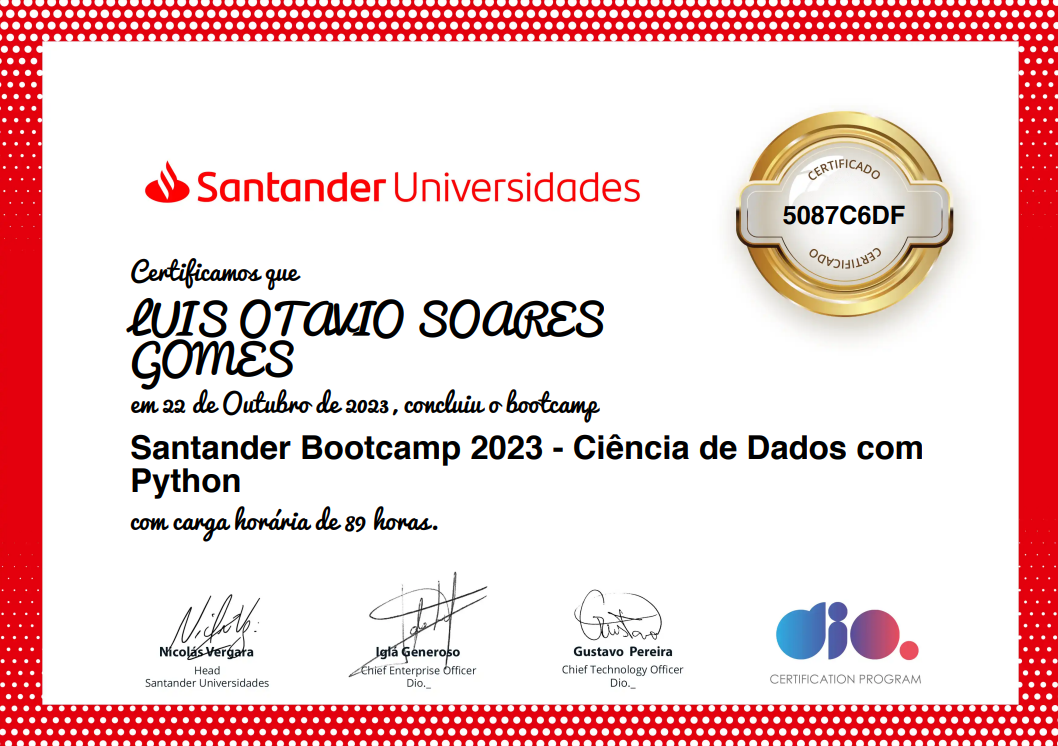 Santander Universidades
CERTIFICADO
5087C6DF
CERTIFICADO
Certificamos que
LUIS OTAVIO SOARES
GOMES
em 22 de Outubro de 2023, concluiu o bootcamp
Santander Bootcamp 2023 - Ciência de Dados com
Python
com carga horária de 89 horas.
Nicolás Vergara
Head
Santander Universidades
Iglá Generoso
Chief Enterprise Officer
Dio._
Gustavo Pereira
Chief Technology Officer
Dio._
dio.
CERTIFICATION PROGRAM